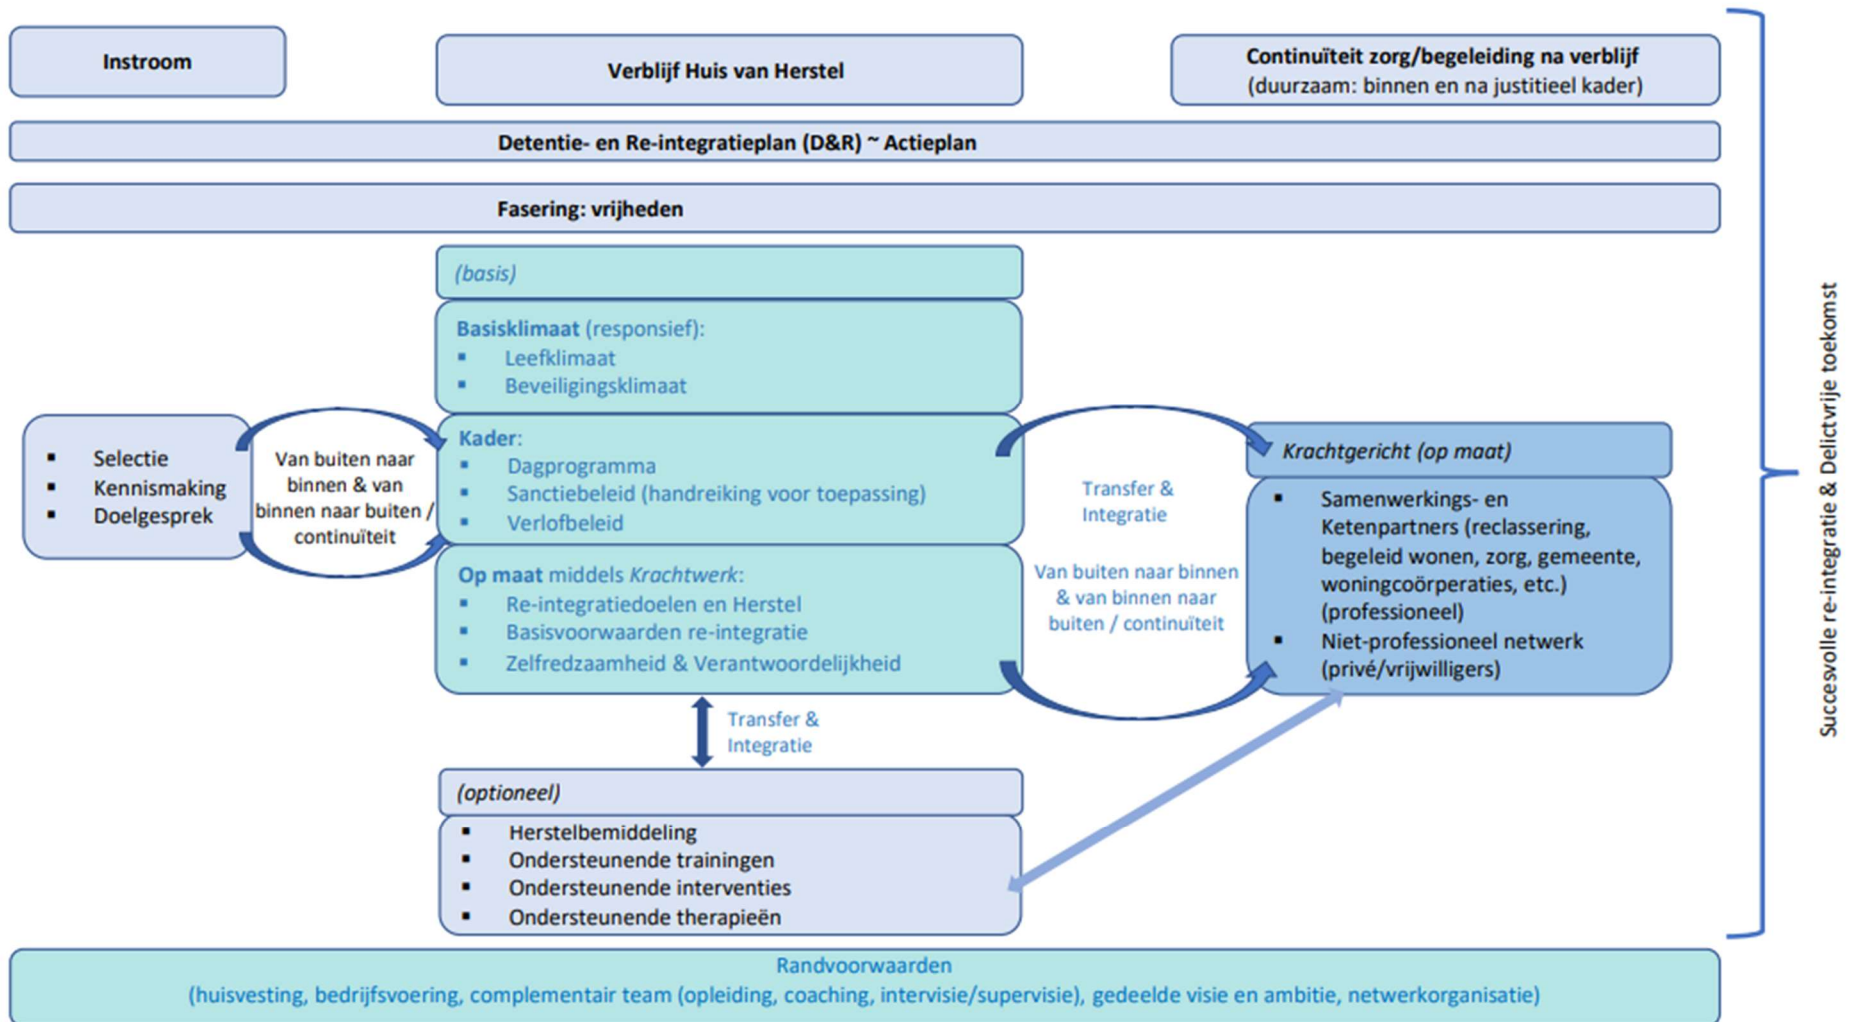 Instroom
Verblijf Huis van Herstel
Continuïteit zorg/begeleiding na verblijf
(duurzaam: binnen en na justitieel kader)
Detentie- en Re-integratieplan (D&R) ~ Actieplan
Fasering: vrijheden
(basis)
Basisklimaat (responsief):
▪ Leefklimaat
▪ Beveiligingsklimaat
▪ Selectie
▪ Kennismaking
▪ Doelgesprek
Van buiten naar
binnen & van
binnen naar buiten /
continuïteit
Kader:
▪ Dagprogramma
▪ Sanctiebeleid (handreiking voor toepassing)
▪ Verlofbeleid
Op maat middels Krachtwerk:
▪ Re-integratiedoelen en Herstel
▪ Basisvoorwaarden re-integratie
▪ Zelfredzaamheid & Verantwoordelijkheid
Transfer &
Integratie
Van buiten naar binnen
& van binnen naar
buiten / continuïteit
Krachtgericht (op maat)
▪ Samenwerkings- en
Ketenpartners (reclassering,
begeleid wonen, zorg, gemeente,
woningcoörperaties, etc.)
(professioneel)
▪ Niet-professioneel netwerk
(privé/vrijwilligers)
Transfer &
Integratie
(optioneel)
▪ Herstelbemiddeling
▪ Ondersteunende trainingen
▪ Ondersteunende interventies
▪ Ondersteunende therapieën
Succesvolle re-integratie & Delictvrije toekomst
Randvoorwaarden
(huisvesting, bedrijfsvoering, complementair team (opleiding, coaching, intervisie/supervisie), gedeelde visie en ambitie, netwerkorganisatie)